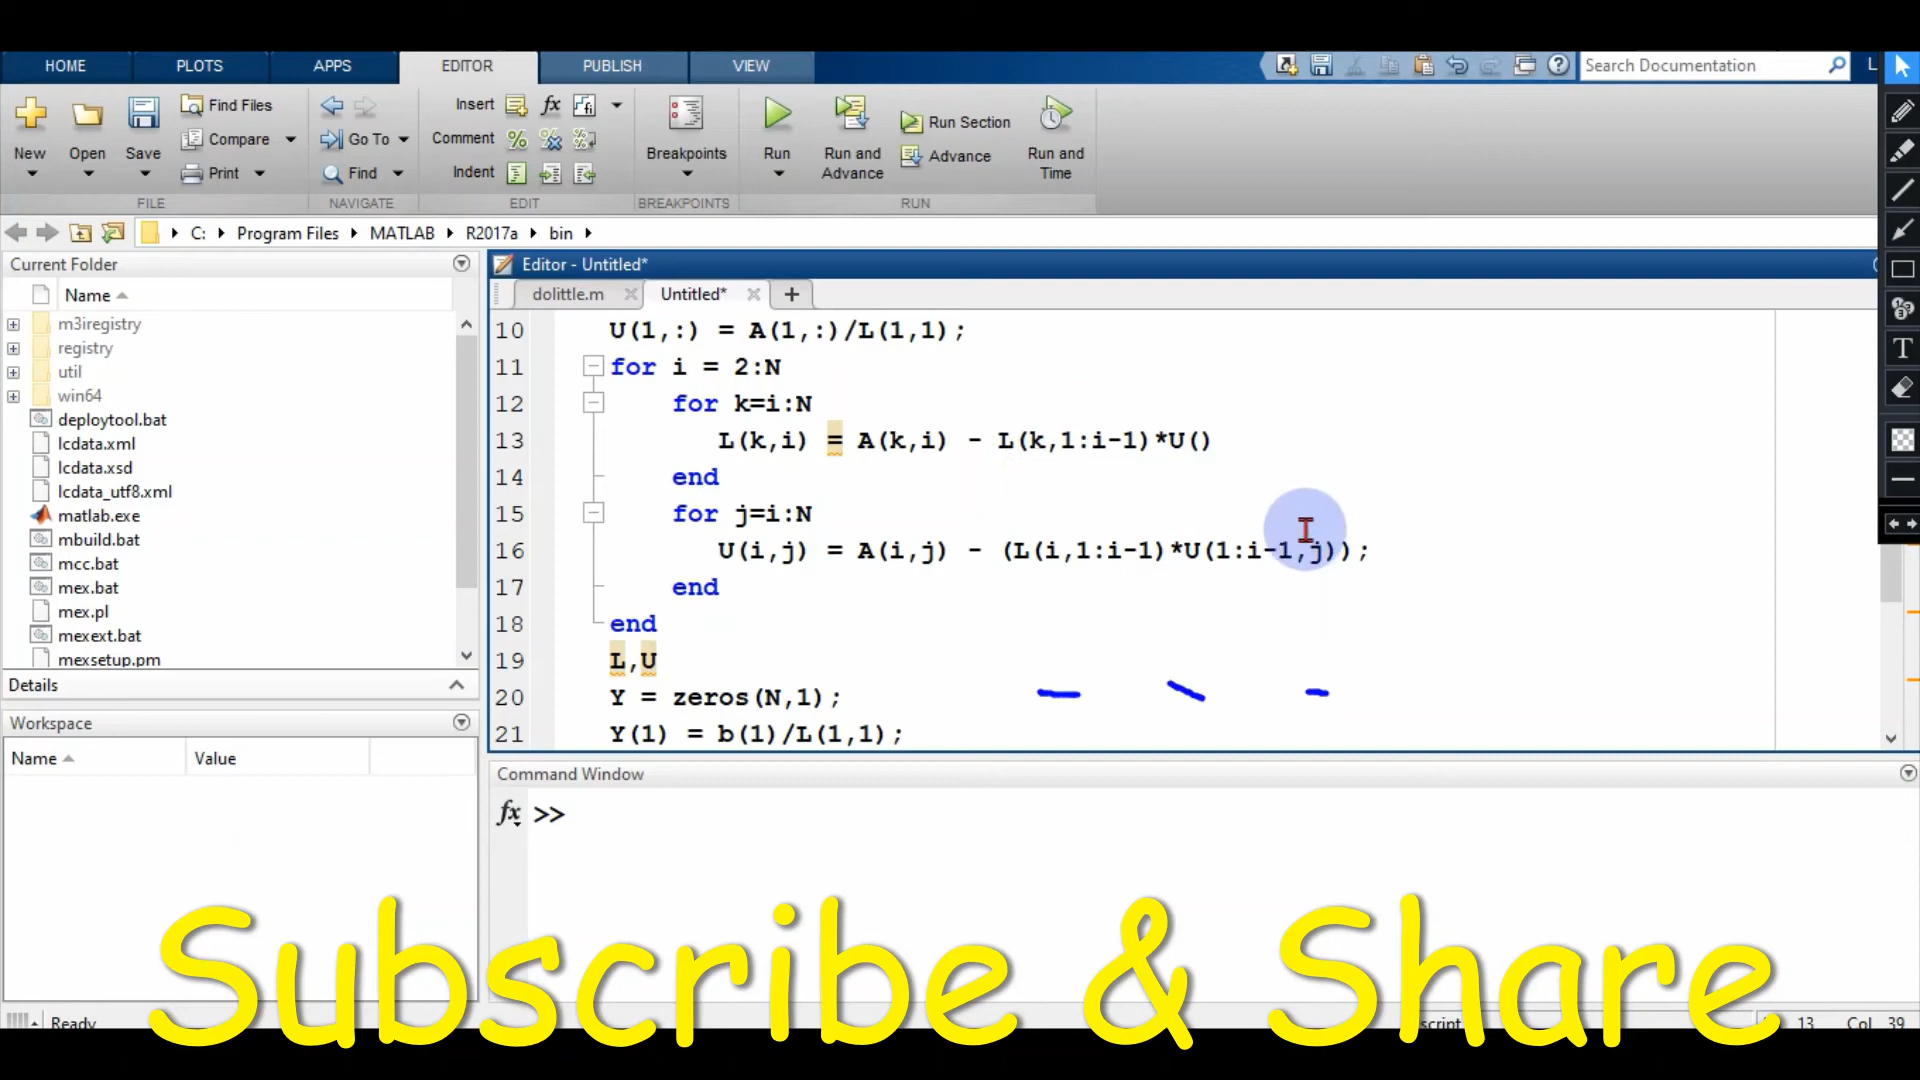 HOME PLOTS APPS EDITOR PUBLISH VIEW Search Documentation L
New Open Save Find Files Compare Print Go To Find Insert fx Comment Indent Breakpoints Run Run and Advance Run Section Advance Run and Time
FILE NAVIGATE EDIT BREAKPOINTS RUN
C: Program Files MATLAB R2017a bin
Current Folder
Name
m3iregistry
registry
util
win64
deploytool.bat
lcdata.xml
lcdata.xsd
lcdata_utf8.xml
matlab.exe
mbuild.bat
mcc.bat
mex.bat
mex.pl
mexext.bat
mexsetup.pm
Details
Workspace
Name Value
Editor - Untitled*
dolittle.m Untitled*
10 U(1,:) = A(1,:)/L(1,1);
11 for i = 2:N
12 for k=i:N
13 L(k,i) = A(k,i) - L(k,1:i-1)*U()
14 end
15 for j=i:N
16 U(i,j) = A(i,j) - (L(i,1:i-1)*U(1:i-1,j));
17 end
18 end
19 L,U
20 Y = zeros(N,1);
21 Y(1) = b(1)/L(1,1);
Command Window
fx >>
Subscribe & Share
Ready script 13 Col 39